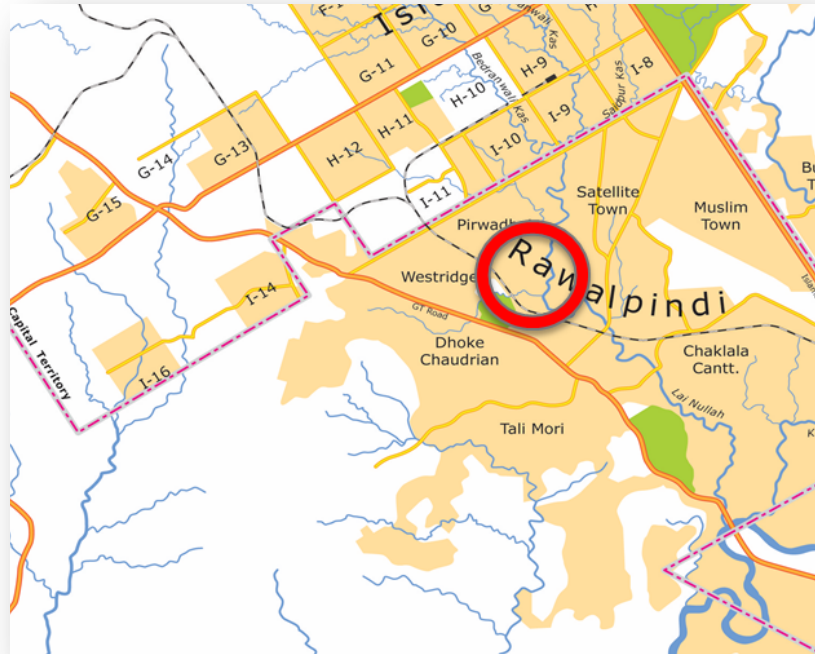 Isl
G-10
G-11
H-9
I-8
Bedranwali Kas
Kas
Saidpur Kas
H-10
I-9
H-11
G-13
G-14
H-12
I-10
I-11
G-15
Satellite
Town
Muslim
Town
Westridge
Rawalpindi
I-14
GT Road
Dhoke
Chaudrian
Chaklala
Cantt.
Capital Territory
I-16
Lai Nullah
Tali Mori